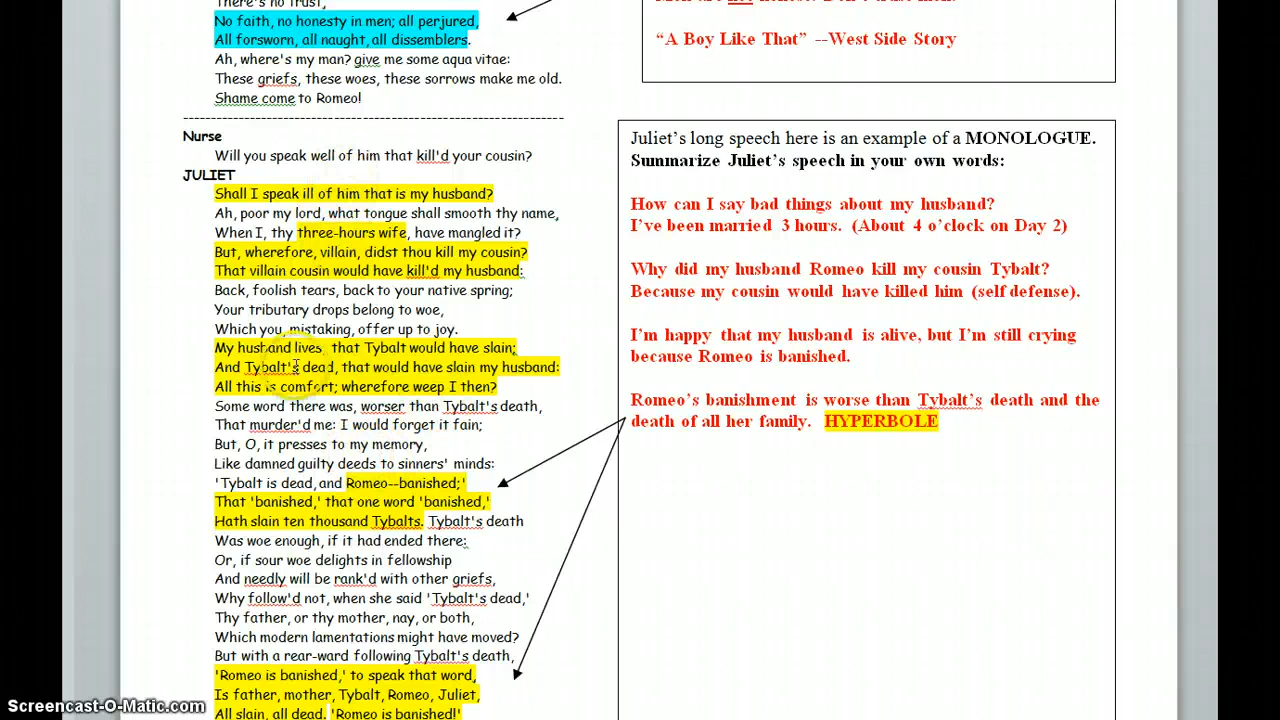 There's no trust,
No faith, no honesty in men; all perjured,
All forsworn, all naught, all dissemblers.
Ah, where's my man? give me some aqua vitae:
These griefs, these woes, these sorrows make me old.
Shame come to Romeo!
--------------------------------------------------------------------
Nurse
Will you speak well of him that kill'd your cousin?
JULIET
Shall I speak ill of him that is my husband?
Ah, poor my lord, what tongue shall smooth thy name,
When I, thy three-hours wife, have mangled it?
But, wherefore, villain, didst thou kill my cousin?
That villain cousin would have kill'd my husband:
Back, foolish tears, back to your native spring;
Your tributary drops belong to woe,
Which you, mistaking, offer up to joy.
My husband lives, that Tybalt would have slain;
And Tybalt's dead, that would have slain my husband:
All this is comfort; wherefore weep I then?
Some word there was, worser than Tybalt's death,
That murder'd me: I would forget it fain;
But, O, it presses to my memory,
Like damned guilty deeds to sinners' minds:
'Tybalt is dead, and Romeo--banished;'
That 'banished,' that one word 'banished,'
Hath slain ten thousand Tybalts. Tybalt's death
Was woe enough, if it had ended there:
Or, if sour woe delights in fellowship
And needly will be rank'd with other griefs,
Why follow'd not, when she said 'Tybalt's dead,'
Thy father, or thy mother, nay, or both,
Which modern lamentations might have moved?
But with a rear-ward following Tybalt's death,
'Romeo is banished,' to speak that word,
Is father, mother, Tybalt, Romeo, Juliet,
All slain, all dead. 'Romeo is banished!'
“A Boy Like That” --West Side Story
Juliet's long speech here is an example of a MONOLOGUE.
Summarize Juliet's speech in your own words:
How can I say bad things about my husband?
I've been married 3 hours. (About 4 o'clock on Day 2)
Why did my husband Romeo kill my cousin Tybalt?
Because my cousin would have killed him (self defense).
I'm happy that my husband is alive, but I'm still crying
because Romeo is banished.
Romeo's banishment is worse than Tybalt's death and the
death of all her family. HYPERBOLE
Screencast-O-Matic.com